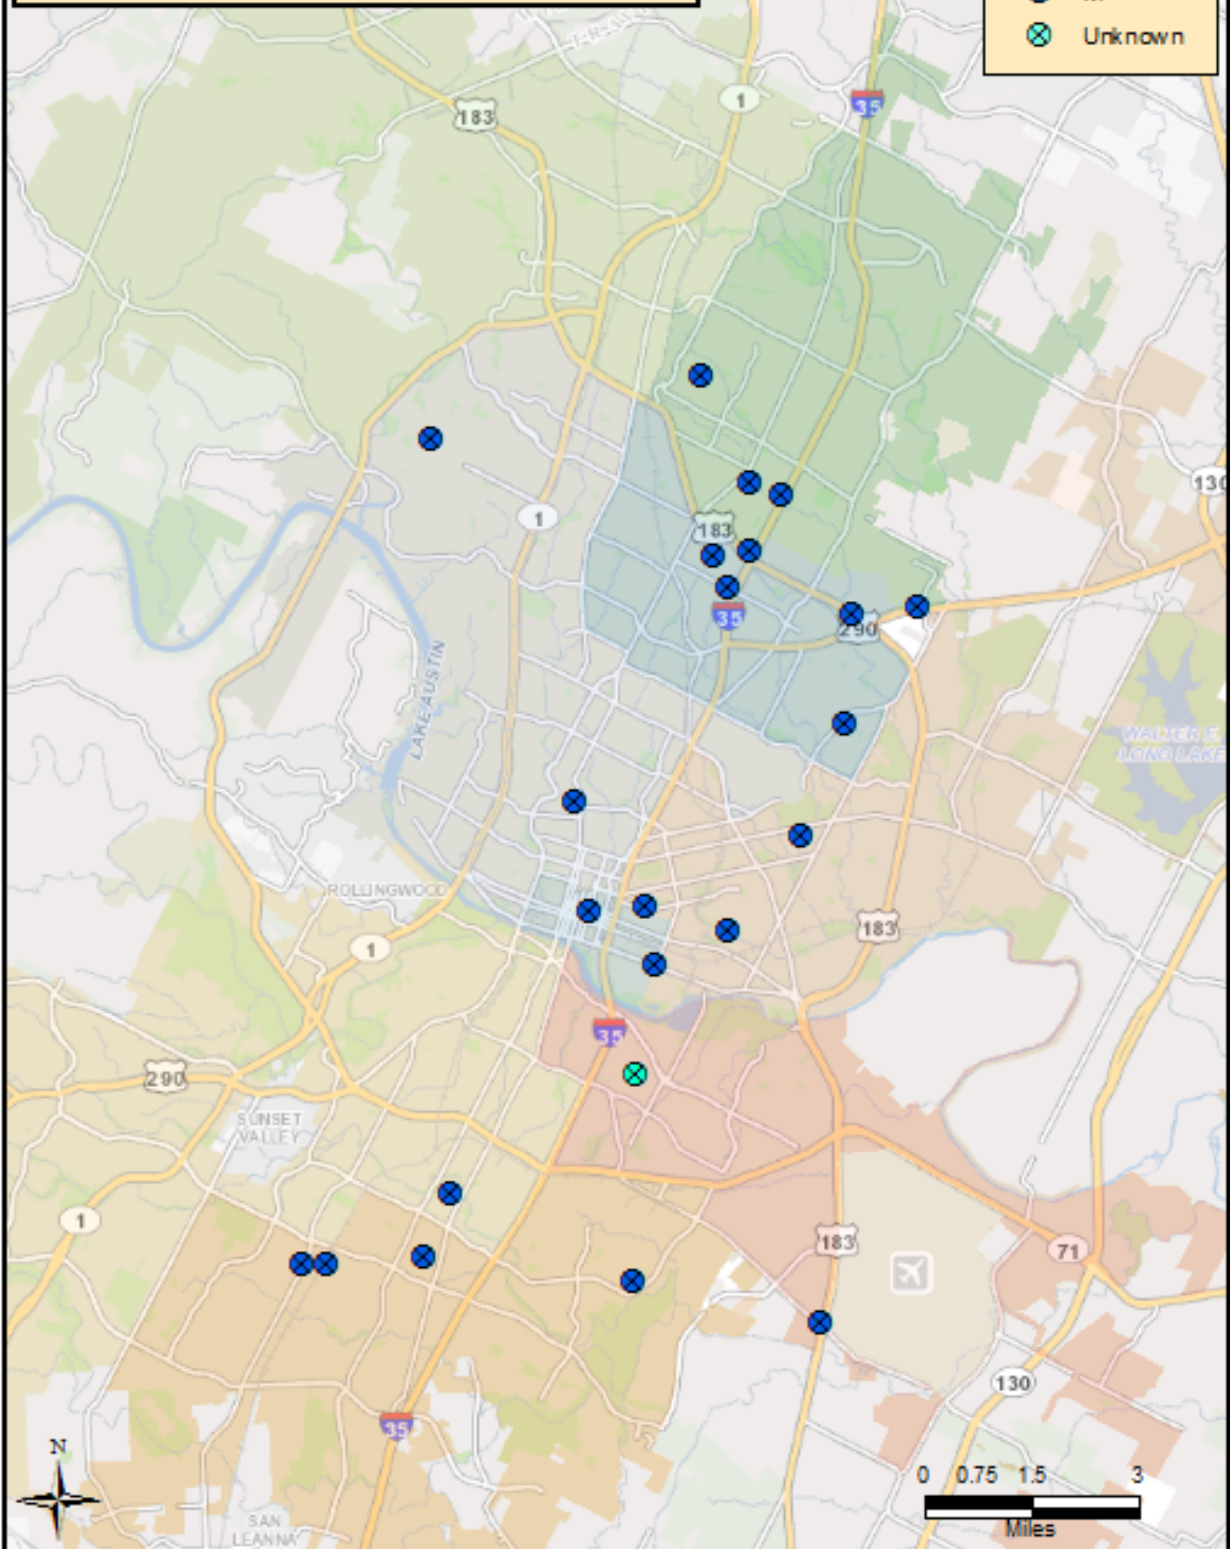 Unknown
1
35
183
130
1
183
35
290
LAKE AUSTIN
WALTER E.
LONG LAKE
ROLLINGWOOD
183
1
35
290
SUNSET
VALLEY
1
183
71
130
35
N
0 0.75 1.5 3
Miles
SAN
LEANNA